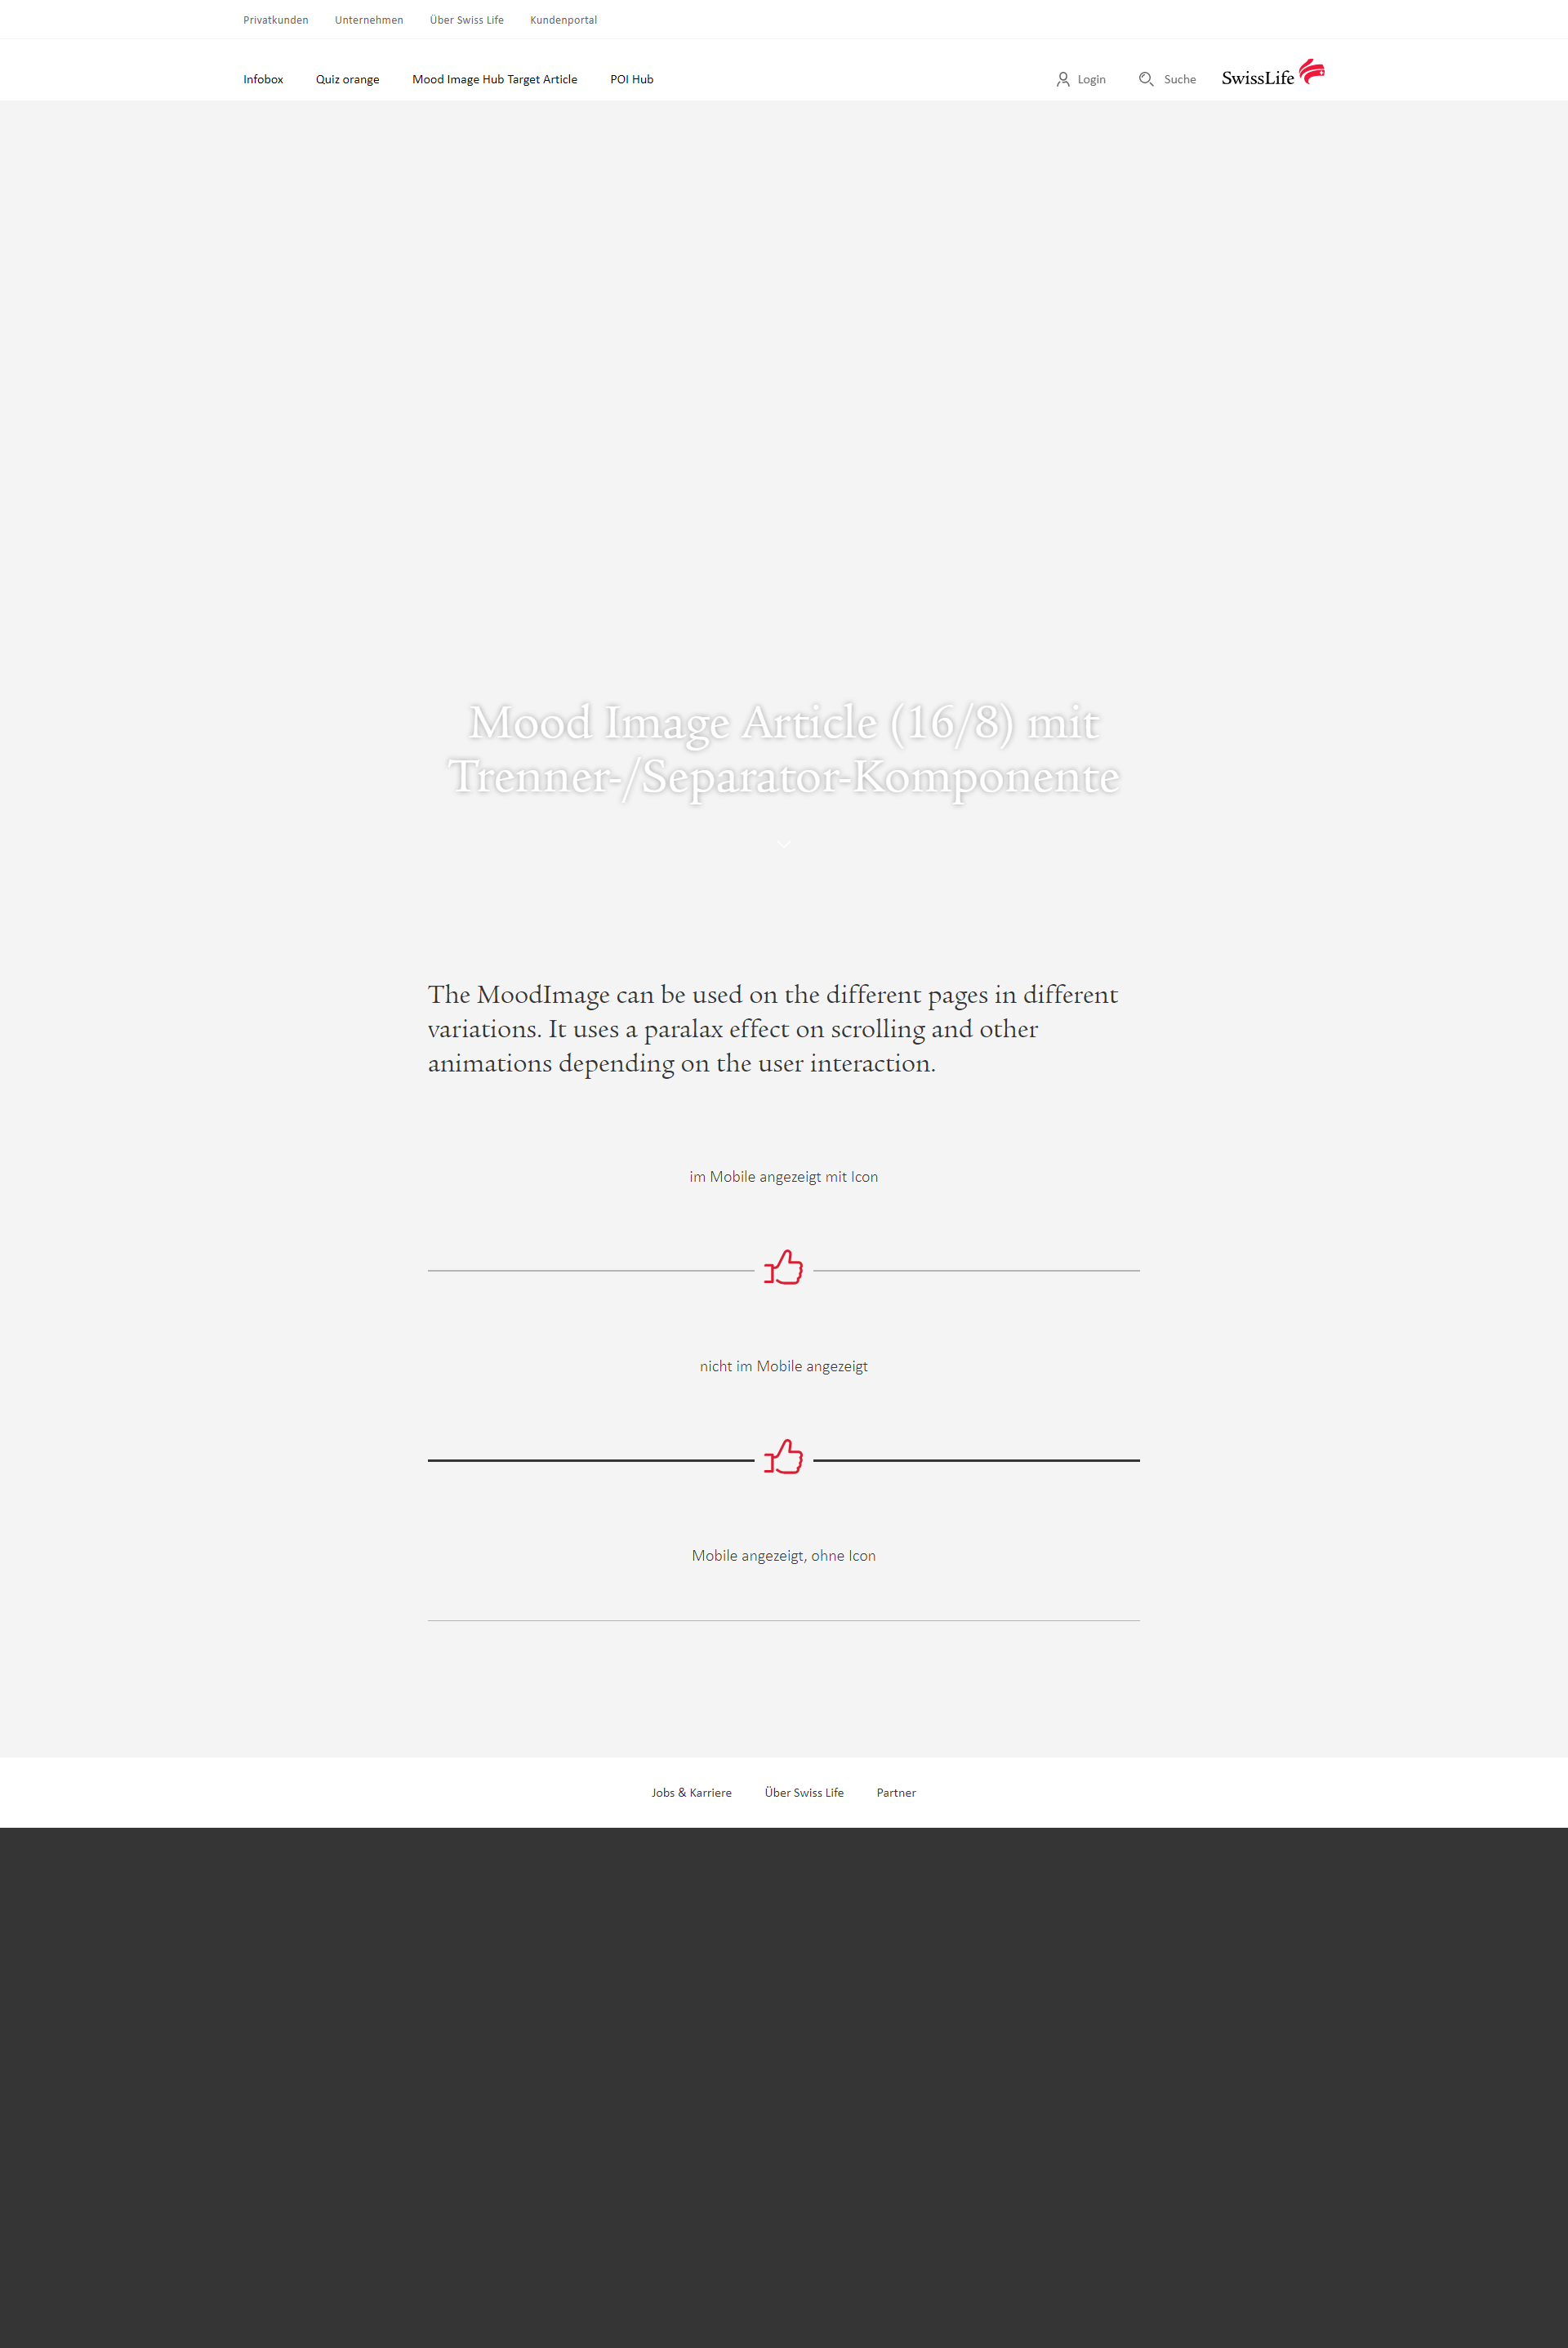 Privatkunden Unternehmen Über Swiss Life Kundenportal
Infobox Quiz orange Mood Image Hub Target Article POI Hub Login Suche SwissLife
Mood Image Article (16/8) mit
Trenner-/Separator-Komponente
The MoodImage can be used on the different pages in different
variations. It uses a paralax effect on scrolling and other
animations depending on the user interaction.
im Mobile angezeigt mit Icon
nicht im Mobile angezeigt
Mobile angezeigt, ohne Icon
Jobs & Karriere Über Swiss Life Partner